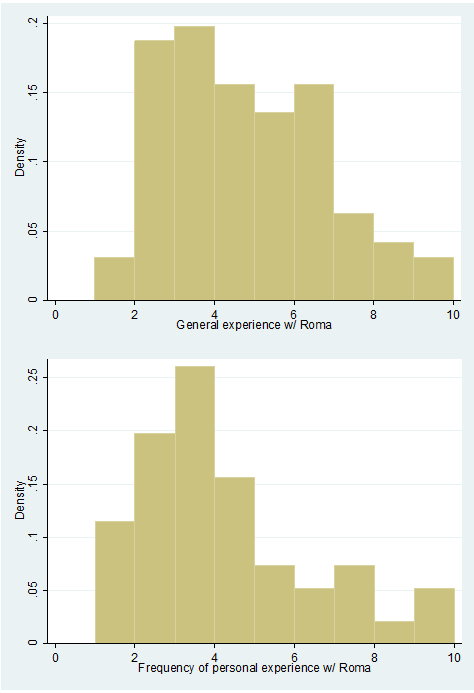 .2
.15
.1
.05
0
Density
0 2 4 6 8 10
General experience w/ Roma
.25
.2
.15
.1
.05
0
Density
0 2 4 6 8 10
Frequency of personal experience w/ Roma